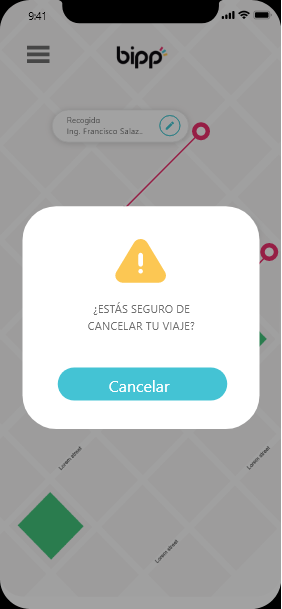 9:41
bipp
Recogida
Ing. Francisco Salaz..
¿ESTÁS SEGURO DE
CANCELAR TU VIAJE?
Cancelar
Lorem street
Lorem street
Lorem street